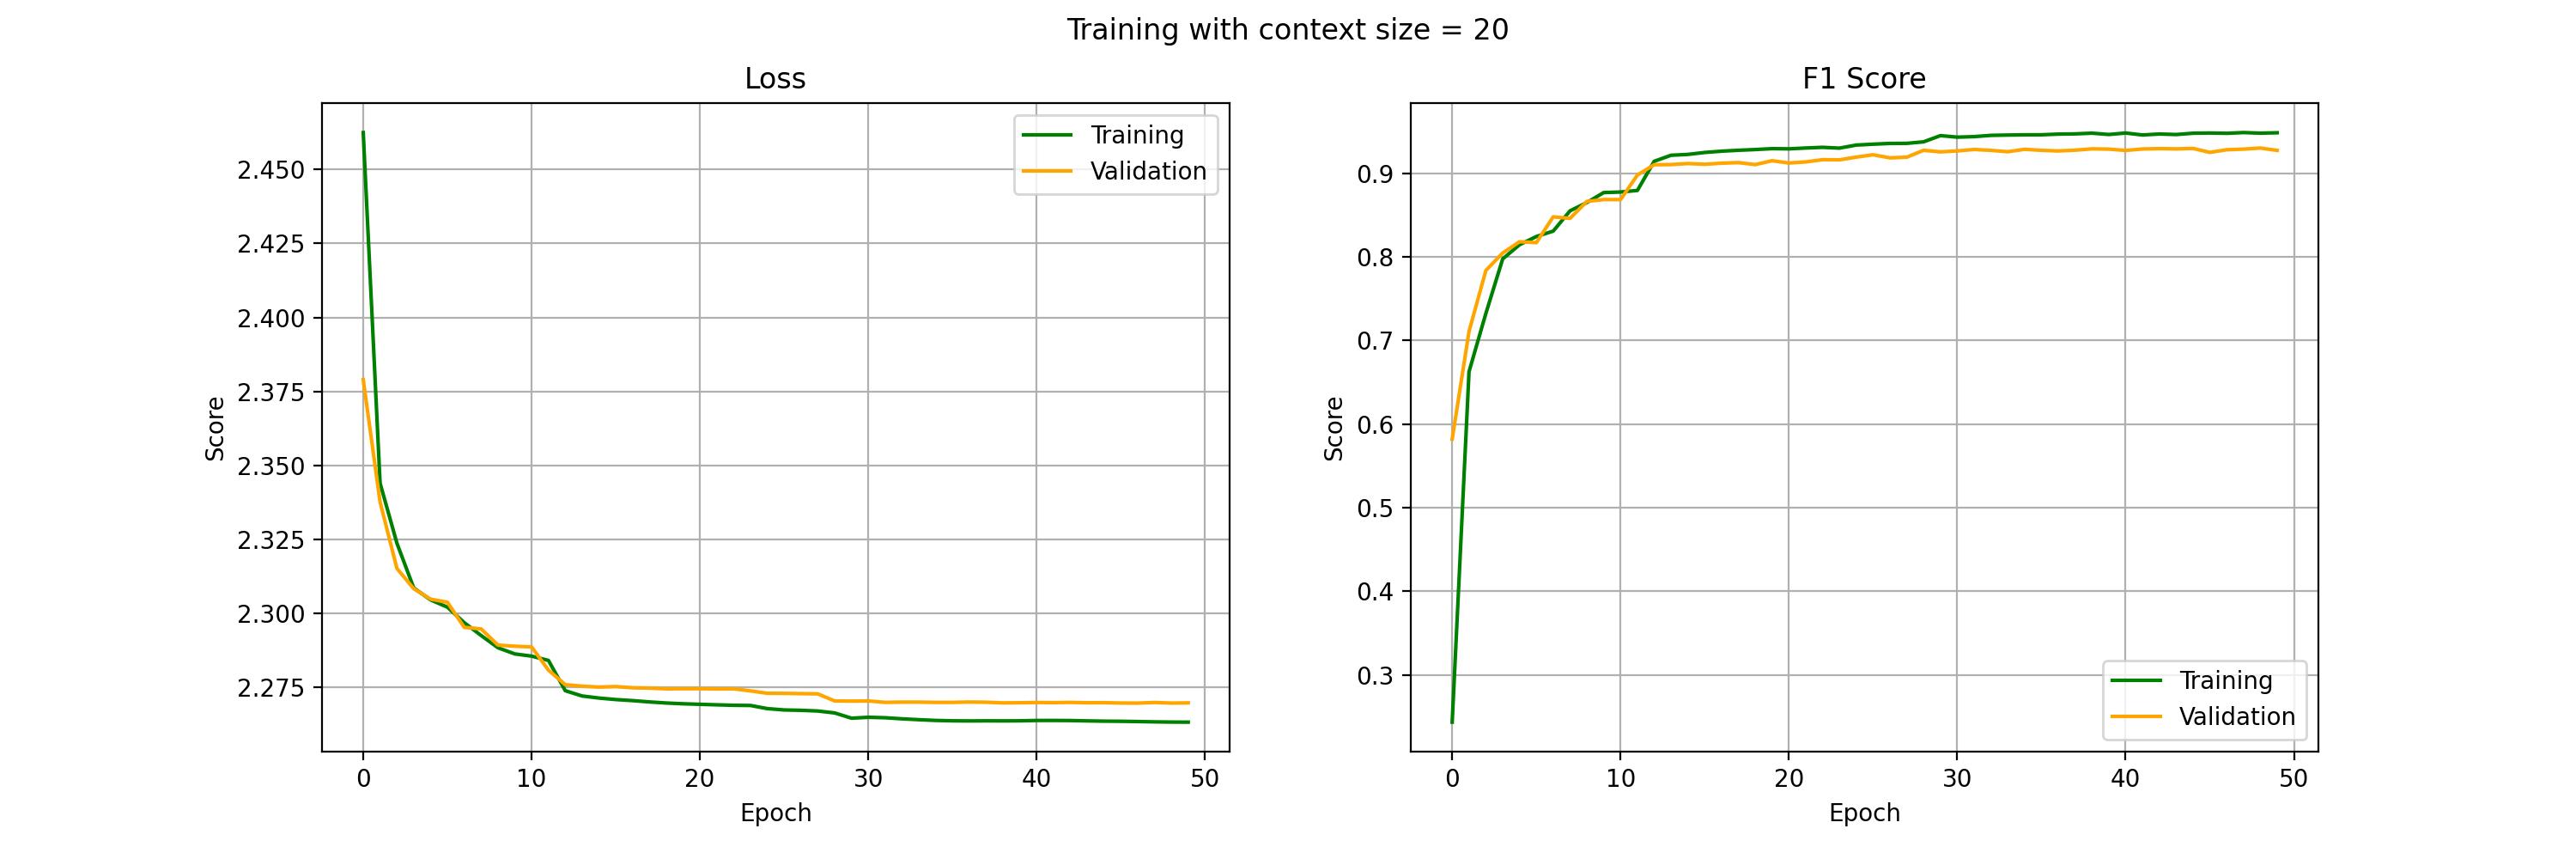 Training with context size = 20
Loss
Training
Validation
2.450
2.425
2.400
2.375
2.350
2.325
2.300
2.275
Score
0 10 20 30 40 50
Epoch
F1 Score
0.9
0.8
0.7
0.6
0.5
0.4
0.3
Score
Training
Validation
0 10 20 30 40 50
Epoch